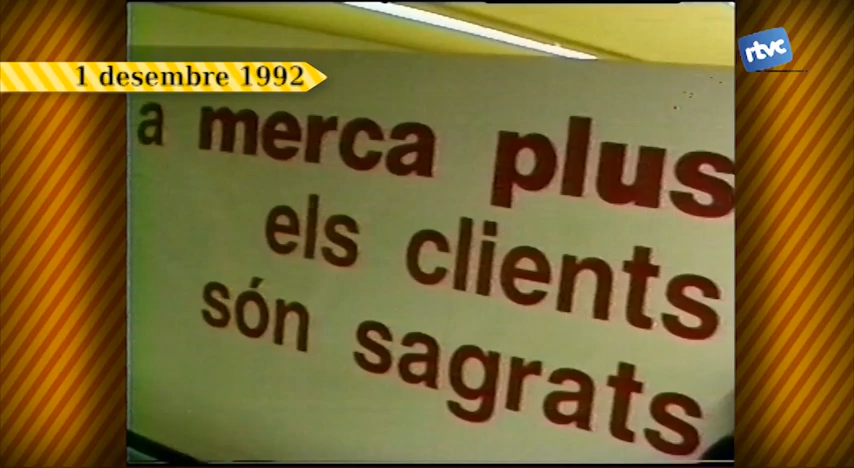 rtvc
1 desembre 1992
a merca plus
els clients
són sagrats